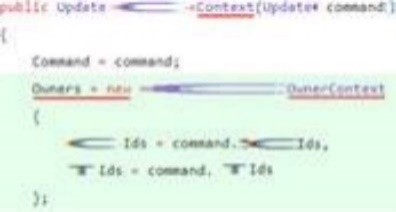 public Update Context(Update command)
{
Command = command;
Owners = new OwnerContext
{
Ids = command. Ids,
Ids = command. Ids
};